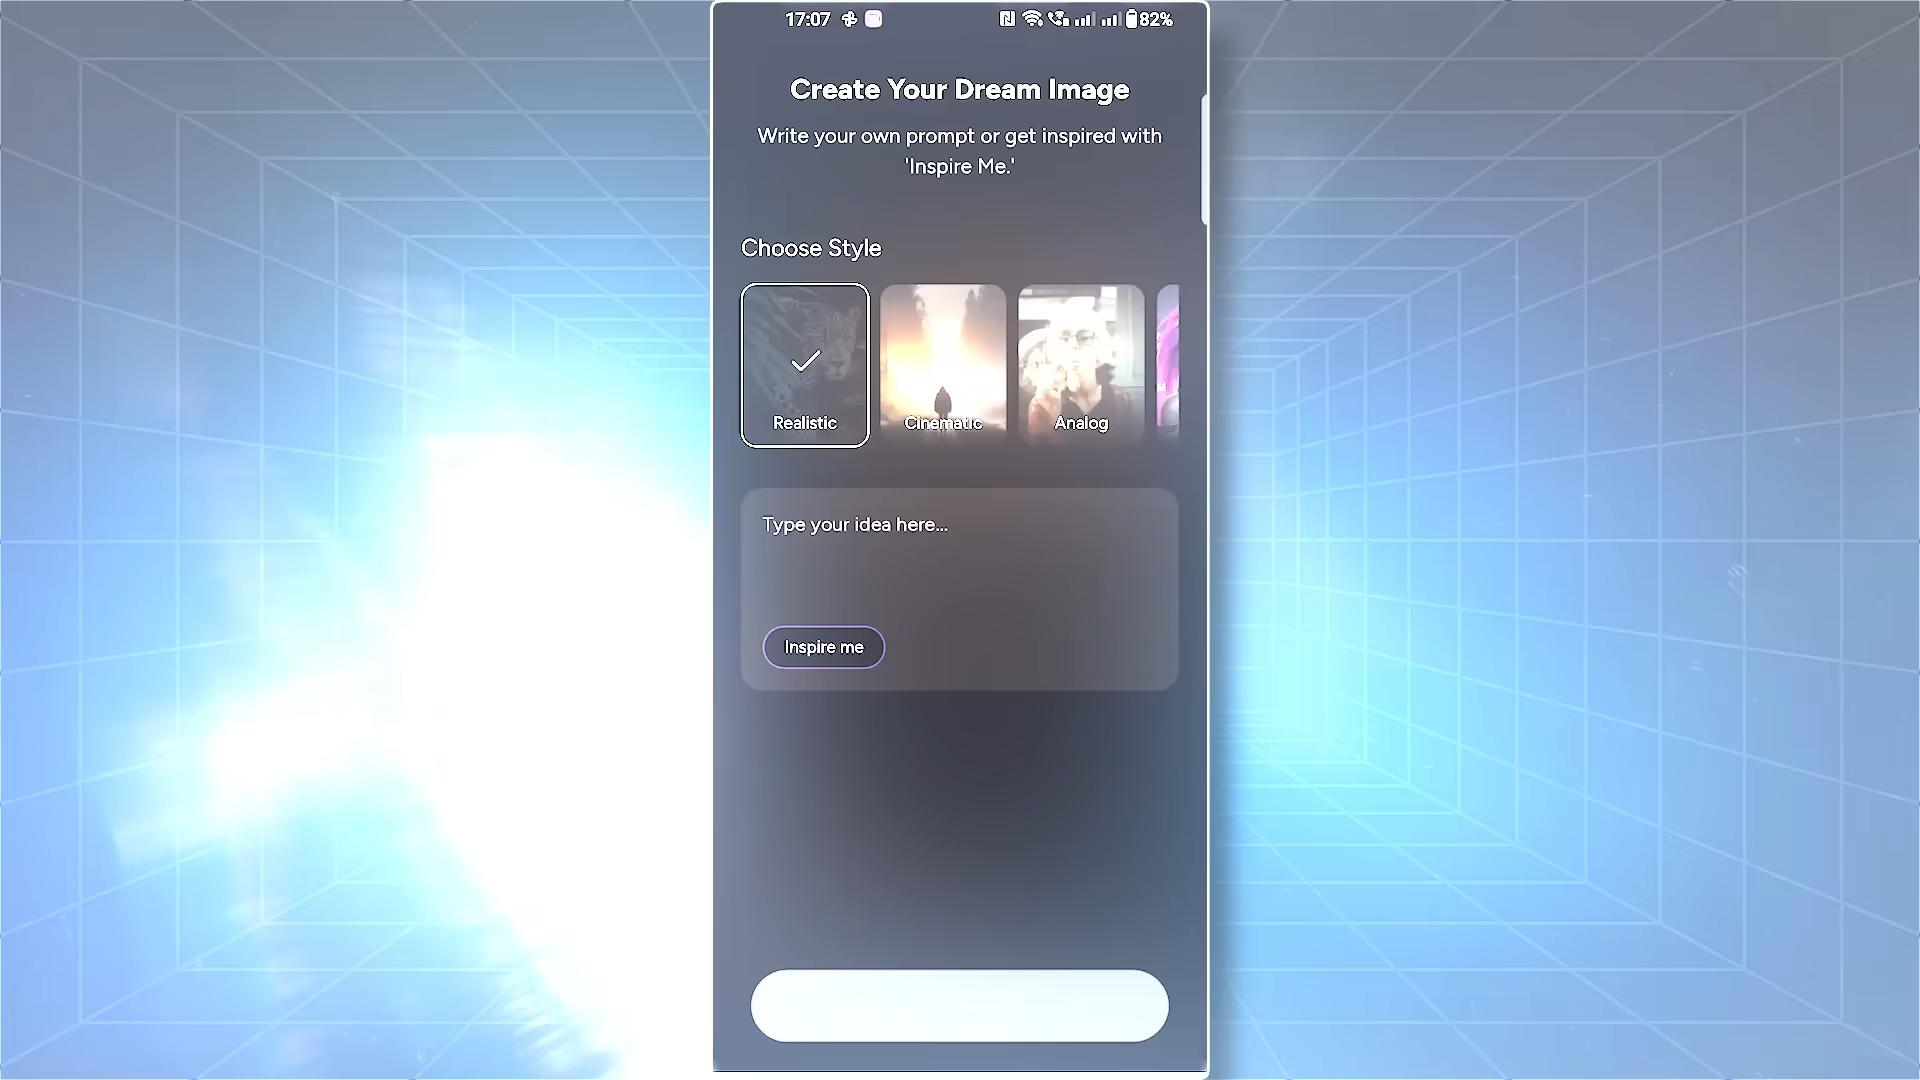 17:07
82%
Create Your Dream Image
Write your own prompt or get inspired with
'Inspire Me.'
Choose Style
Realistic
Cinematic
Analog
Type your idea here...
Inspire me